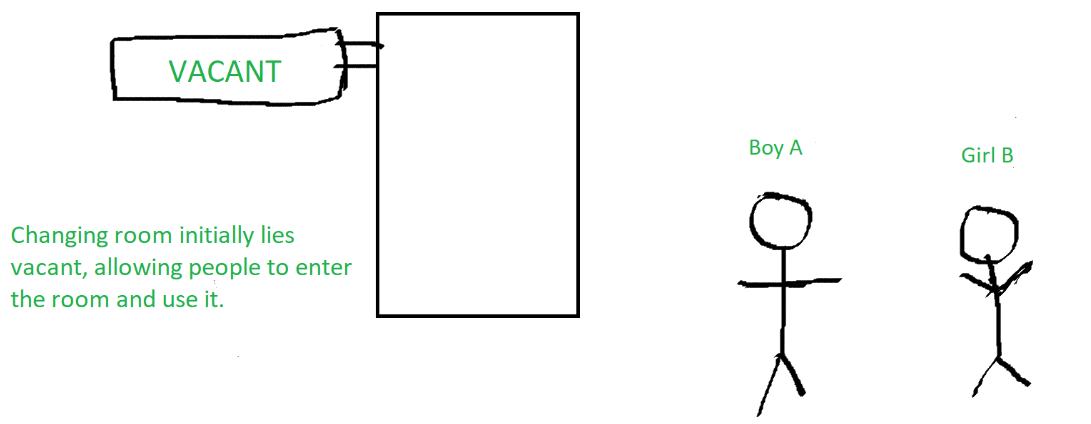 VACANT
Boy A
Girl B
Changing room initially lies
vacant, allowing people to enter
the room and use it.